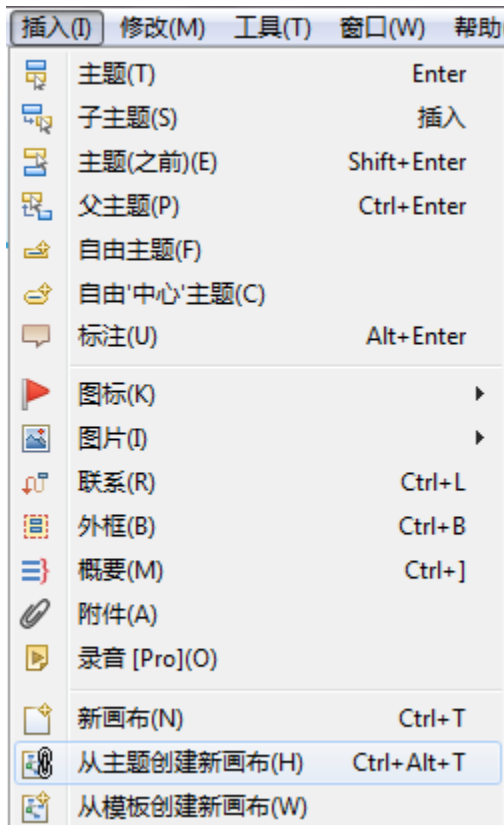 插入(I) 修改(M) 工具(T) 窗口(W) 帮助
主题(T) Enter
子主题(S) 插入
主题(之前)(E) Shift+Enter
父主题(P) Ctrl+Enter
自由主题(F)
自由'中心'主题(C)
标注(U) Alt+Enter
图标(K)
图片(I)
联系(R) Ctrl+L
外框(B) Ctrl+B
概要(M) Ctrl+]
附件(A)
录音 [Pro](O)
新画布(N) Ctrl+T
从主题创建新画布(H) Ctrl+Alt+T
从模板创建新画布(W)